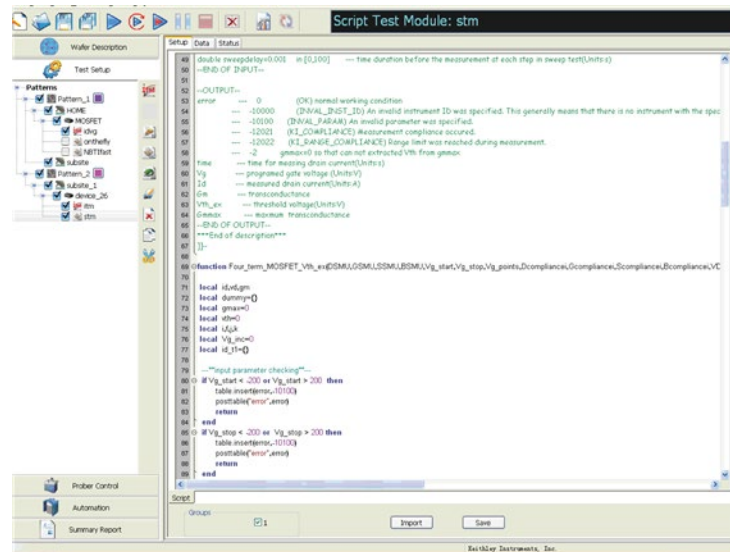 Script Test Module: stm
Wafer Description
Test Setup
Patterns
Pattern_1
HOME
MOSFET
idvg
onthefly
NBTItest
subsite
Pattern_2
subsite_1
device_26
itm
stm
Prober Control
Automation
Summary Report
Setup Data Status
49 double sweepdelay=0.001 in [0,100] --- time duration before the measurement at each step in sweep test(Units:s)
50 --END OF INPUT--
51
52 --OUTPUT--
53 error --- 0 (OK) normal working condition
54 --- -10000 (INVAL_INST_ID) An invalid instrument ID was specified. This generally means that there is no instrument with the spec
55 --- -10100 (INVAL_PARAM) An invalid parameter was specified.
56 --- -12021 (KI_COMPLIANCE) Measurement compliance occured.
57 --- -12022 (KI_RANGE_COMPLIANCE) Range limit was reached during measurement.
58 --- -2 gmmax=0 so that can not extracted Vth from gmmax
59 time --- time for measing drain current(Units:s)
60 Vg --- programed gate voltage (Units:V)
61 Id --- measured drain current(Units:A)
62 Gm --- transconductance
63 Vth_ex --- threshold voltage(Units:V)
64 Gmmax --- maxmum transconductance
65 --END OF OUTPUT--
66 ***End of description***
67 ]]--
68
69 function Four_term_MOSFET_Vth_ex(DSMU,GSMU,SSMU,BSMU,Vg_start,Vg_stop,Vg_points,Dcompliancei,Gcompliancei,Scompliancei,Bcompliancei,VD
70
71 local id,vd,gm
72 local dummy={}
73 local gmax=0
74 local vth=0
75 local i,f,j,k
76 local Vg_inc=0
77 local id_t1={}
78
79 --**input parameter checking**--
80 if Vg_start < -200 or Vg_start > 200 then
81 table.insert(error,-10100)
82 posttable("error",error)
83 return
84 end
85 if Vg_stop < -200 or Vg_stop > 200 then
86 table.insert(error,-10100)
87 posttable("error",error)
88 return
89 end
Script
Groups
1
Import Save
Keithley Instruments, Inc.